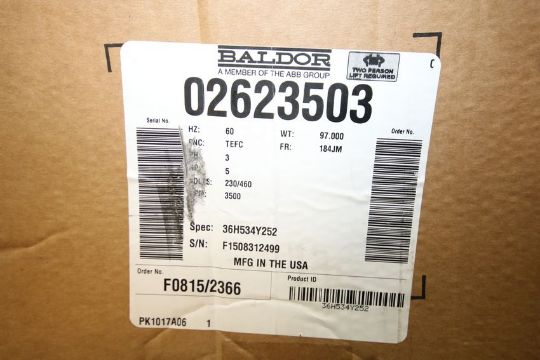 BALDOR
A MEMBER OF THE ABB GROUP
TWO PERSON
LIFT REQUIRED
C
02623503
Serial No.
HZ: 60 WT: 97.000
Order No.
ENC: TEFC FR: 184JM
3
5
230/460
3500
Spec: 36H534Y252
S/N: F1508312499
MFG IN THE USA
Order No.
F0815/2366
Product ID
36H534Y252
PK1017A06 1